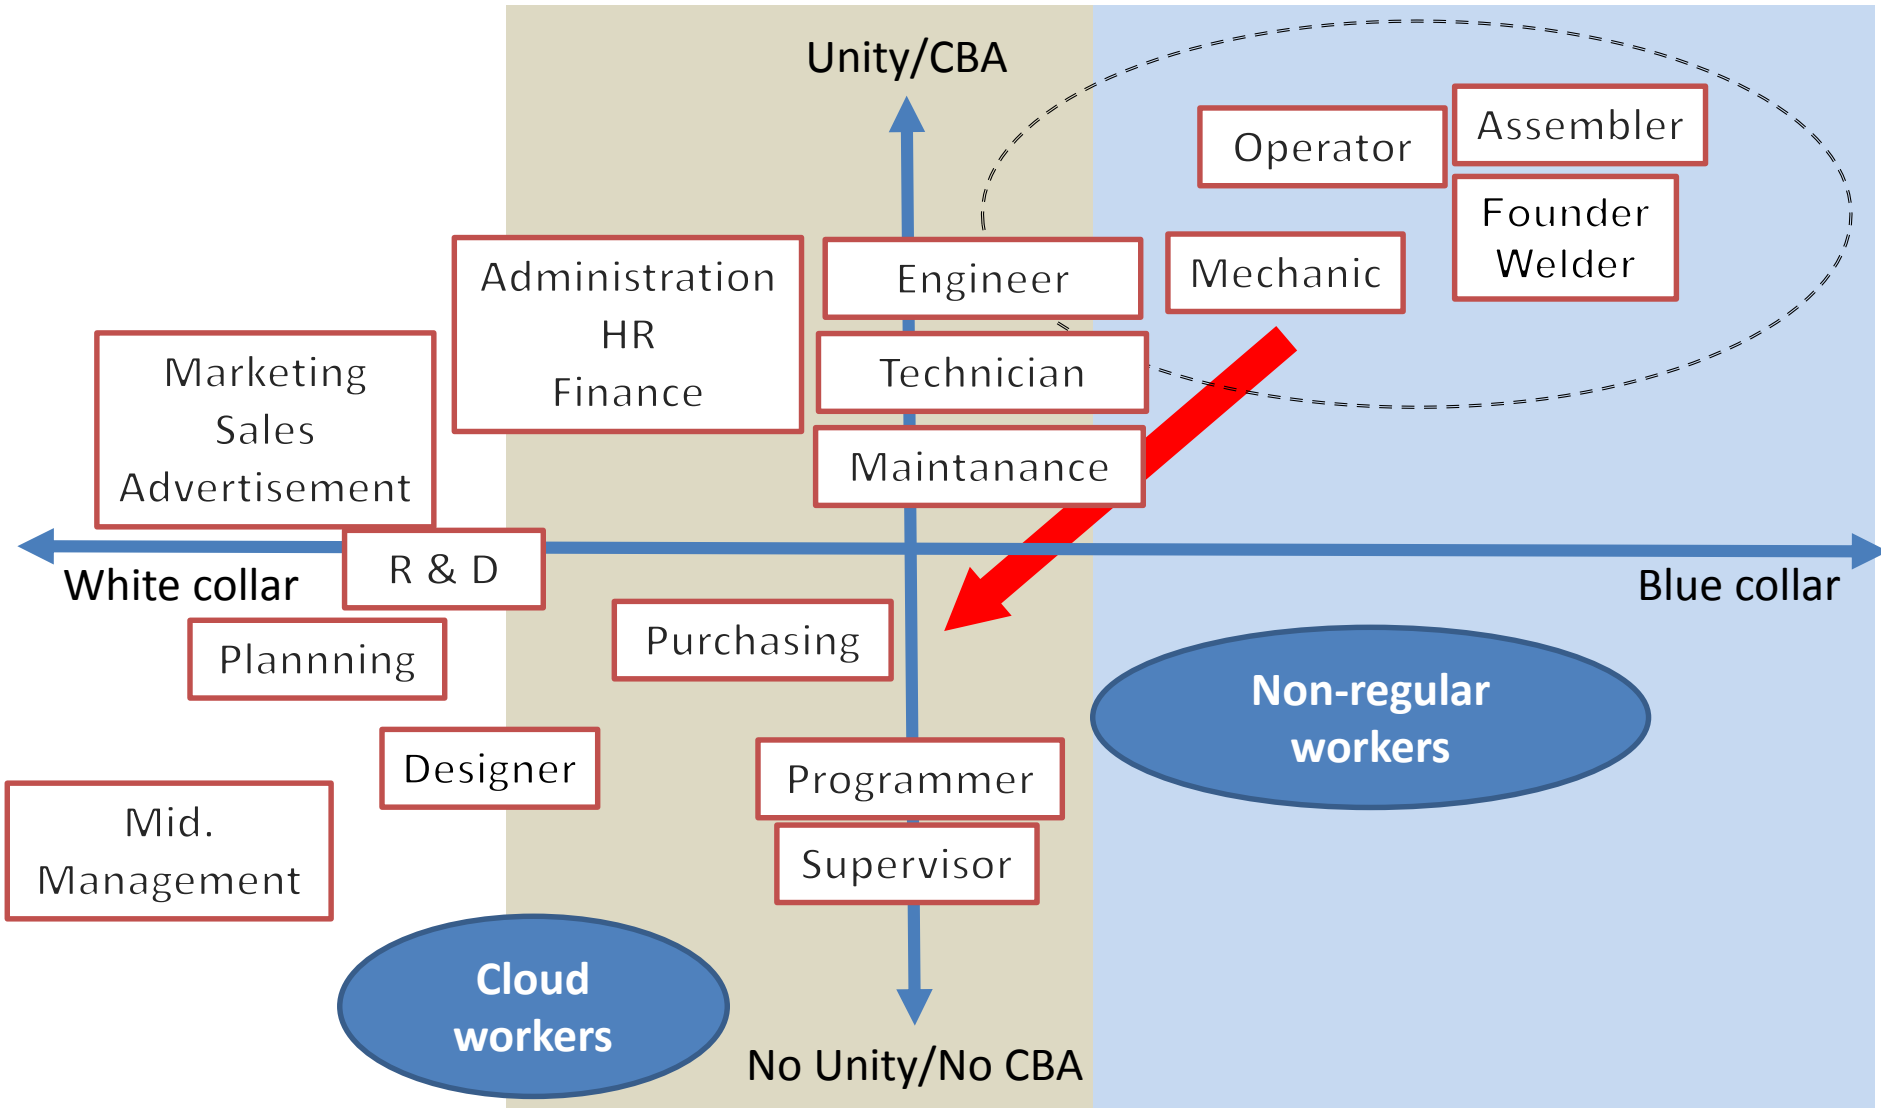 Unity/CBA
Operator
Assembler
Founder
Welder
Mechanic
Engineer
Administration
HR
Finance
Technician
Marketing
Sales
Advertisement
Maintanance
R & D
White collar
Blue collar
Purchasing
Plannning
Non-regular
workers
Designer
Programmer
Mid.
Management
Supervisor
Cloud
workers
No Unity/No CBA